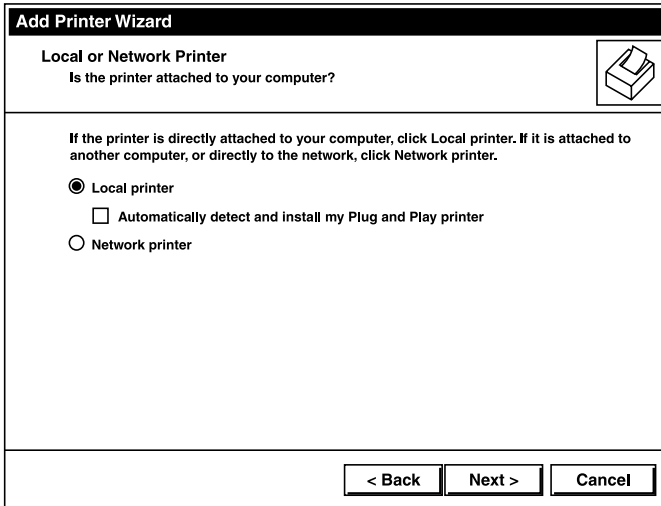 Add Printer Wizard
Local or Network Printer
Is the printer attached to your computer?
If the printer is directly attached to your computer, click Local printer. If it is attached to
another computer, or directly to the network, click Network printer.
Local printer
Automatically detect and install my Plug and Play printer
Network printer
< Back Next > Cancel